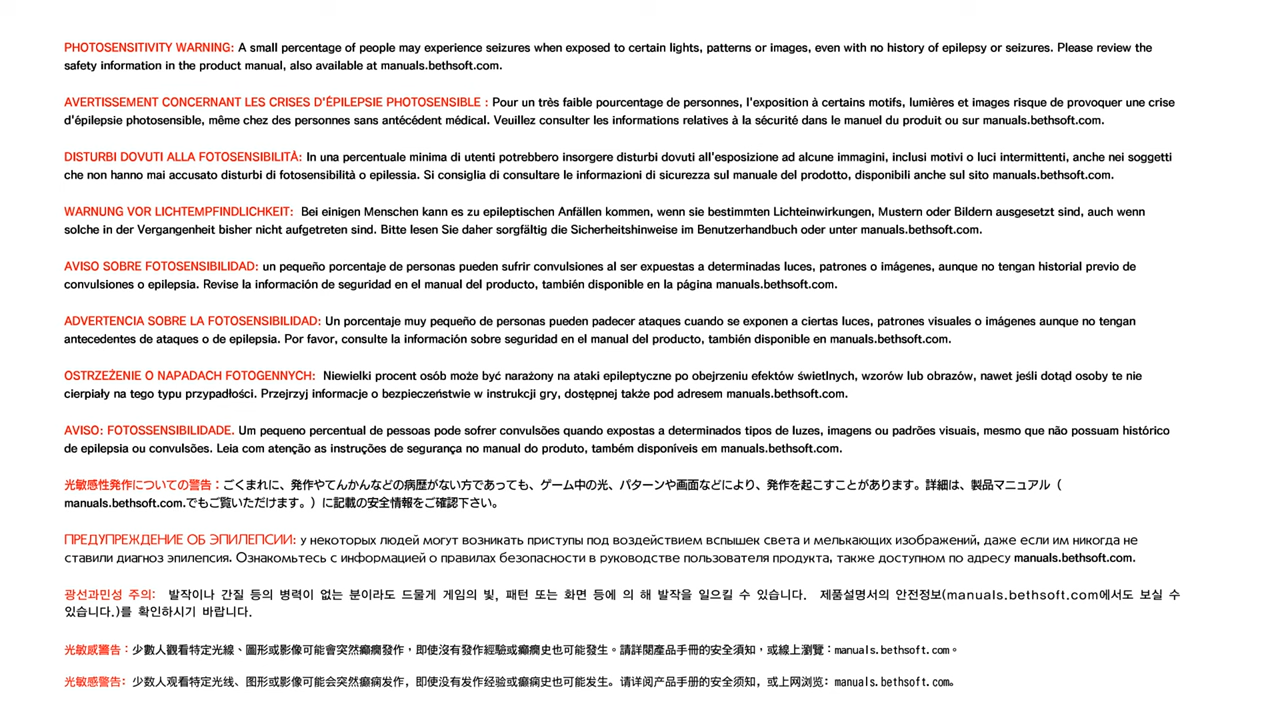 PHOTOSENSITIVITY WARNING: A small percentage of people may experience seizures when exposed to certain lights, patterns or images, even with no history of epilepsy or seizures. Please review the
safety information in the product manual, also available at manuals.bethsoft.com.
AVERTISSEMENT CONCERNANT LES CRISES D'ÉPILEPSIE PHOTOSENSIBLE : Pour un très faible pourcentage de personnes, l'exposition à certains motifs, lumières et images risque de provoquer une crise
d'épilepsie photosensible, même chez des personnes sans antécédent médical. Veuillez consulter les informations relatives à la sécurité dans le manuel du produit ou sur manuals.bethsoft.com.
DISTURBI DOVUTI ALLA FOTOSENSIBILITÀ: In una percentuale minima di utenti potrebbero insorgere disturbi dovuti all'esposizione ad alcune immagini, inclusi motivi o luci intermittenti, anche nei soggetti
che non hanno mai accusato disturbi di fotosensibilità o epilessia. Si consiglia di consultare le informazioni di sicurezza sul manuale del prodotto, disponibili anche sul sito manuals.bethsoft.com.
WARNUNG VOR LICHTEMPFINDLICHKEIT: Bei einigen Menschen kann es zu epileptischen Anfällen kommen, wenn sie bestimmten Lichteinwirkungen, Mustern oder Bildern ausgesetzt sind, auch wenn
solche in der Vergangenheit bisher nicht aufgetreten sind. Bitte lesen Sie daher sorgfältig die Sicherheitshinweise im Benutzerhandbuch oder unter manuals.bethsoft.com.
AVISO SOBRE FOTOSENSIBILIDAD: un pequeño porcentaje de personas pueden sufrir convulsiones al ser expuestas a determinadas luces, patrones o imágenes, aunque no tengan historial previo de
convulsiones o epilepsia. Revise la información de seguridad en el manual del producto, también disponible en la página manuals.bethsoft.com.
ADVERTENCIA SOBRE LA FOTOSENSIBILIDAD: Un porcentaje muy pequeño de personas pueden padecer ataques cuando se exponen a ciertas luces, patrones visuales o imágenes aunque no tengan
antecedentes de ataques o de epilepsia. Por favor, consulte la información sobre seguridad en el manual del producto, también disponible en manuals.bethsoft.com.
OSTRZEŻENIE O NAPADACH FOTOGENNYCH: Niewielki procent osób może być narażony na ataki epileptyczne po obejrzeniu efektów świetlnych, wzorów lub obrazów, nawet jeśli dotąd osoby te nie
cierpiały na tego typu przypadłości. Przejrzyj informacje o bezpieczeństwie w instrukcji gry, dostępnej także pod adresem manuals.bethsoft.com.
AVISO: FOTOSSENSIBILIDADE. Um pequeno percentual de pessoas pode sofrer convulsões quando expostas a determinados tipos de luzes, imagens ou padrões visuais, mesmo que não possuam histórico
de epilepsia ou convulsões. Leia com atenção as instruções de segurança no manual do produto, também disponíveis em manuals.bethsoft.com.
光敏感性発作についての警告：ごくまれに、発作やてんかんなどの病歴がない方であっても、ゲーム中の光、パターンや画面などにより、発作を起こすことがあります。詳細は、製品マニュアル（
manuals.bethsoft.com.でもご覧いただけます。）に記載の安全情報をご確認下さい。
ПРЕДУПРЕЖДЕНИЕ ОБ ЭПИЛЕПСИИ: у некоторых людей могут возникать приступы под воздействием вспышек света и мелькающих изображений, даже если им никогда не
ставили диагноз эпилепсия. Ознакомьтесь с информацией о правилах безопасности в руководстве пользователя продукта, также доступном по адресу manuals.bethsoft.com.
광선과민성 주의: 발작이나 간질 등의 병력이 없는 분이라도 드물게 게임의 빛, 패턴 또는 화면 등에 의 해 발작을 일으킬 수 있습니다. 제품설명서의 안전정보(manuals.bethsoft.com에서도 보실 수
있습니다.)를 확인하시기 바랍니다.
光敏感警告：少數人觀看特定光線、圖形或影像可能會突然癲癇發作，即使沒有發作經驗或癲癇史也可能發生。請詳閱產品手冊的安全須知，或線上瀏覽：manuals.bethsoft.com。
光敏感警告：少数人观看特定光线、图形或影像可能会突然癫痫发作，即使没有发作经验或癫痫史也可能发生。请详阅产品手册的安全须知，或上网浏览：manuals.bethsoft.com。